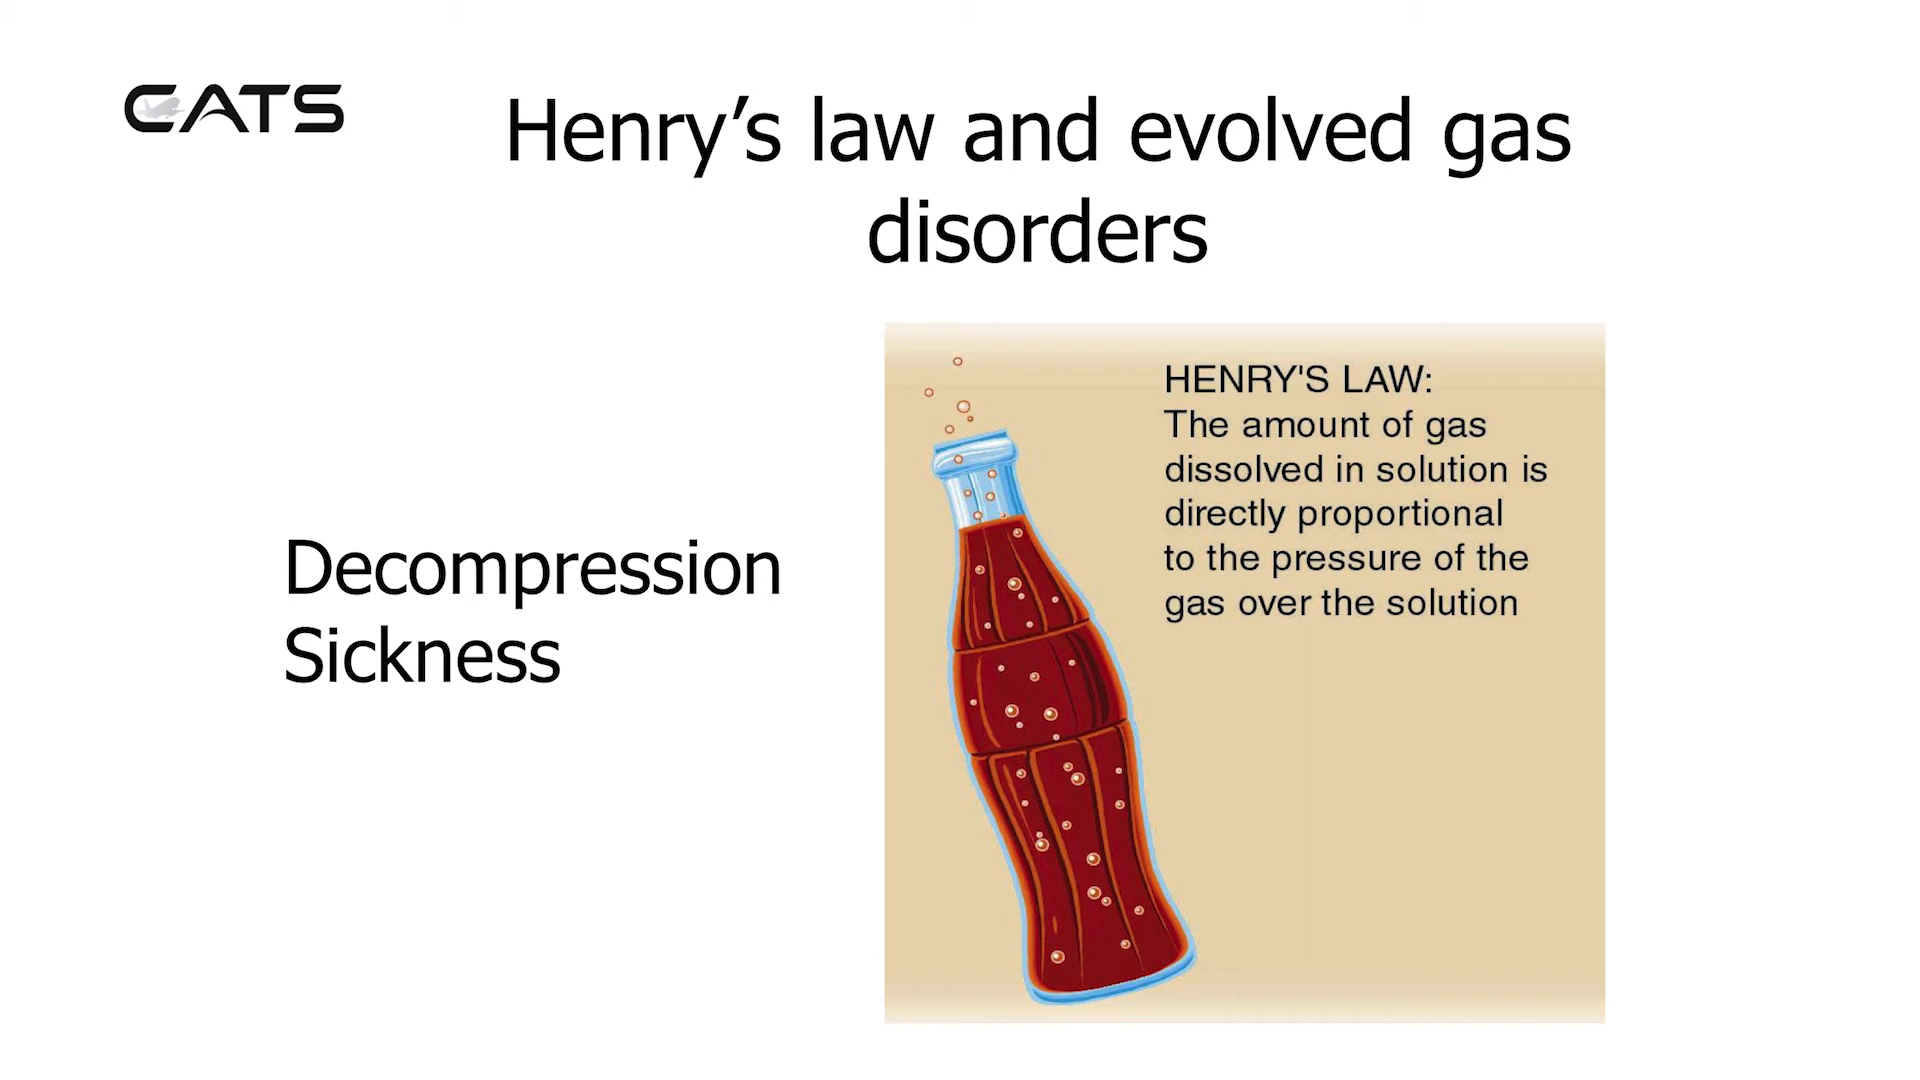 CATS
Henry’s law and evolved gas
disorders
Decompression
Sickness
HENRY'S LAW:
The amount of gas
dissolved in solution is
directly proportional
to the pressure of the
gas over the solution